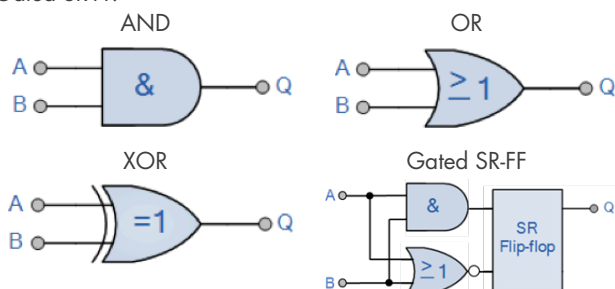 AND
OR
A
B
&
Q
A
B
≥1
Q
XOR
Gated SR-FF
A
B
=1
Q
A
B
&
≥1
SR
Flip-flop
Q